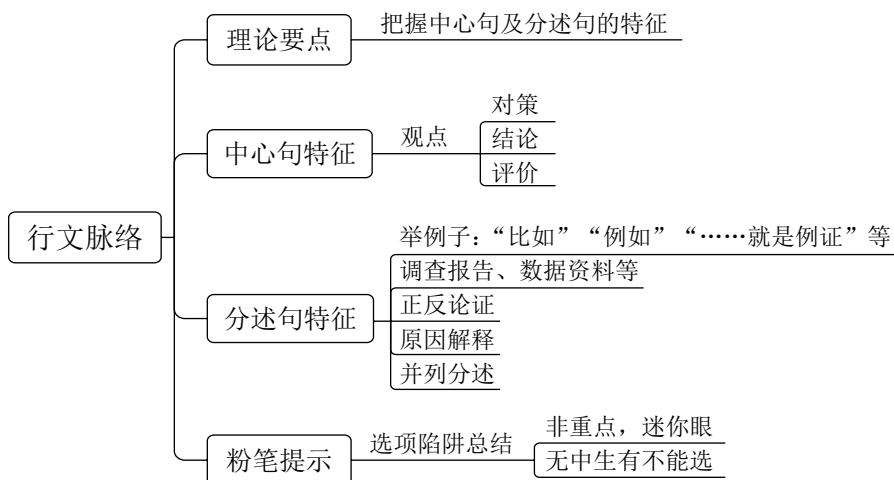 行文脉络
理论要点
把握中心句及分述句的特征
中心句特征
观点
对策
结论
评价
分述句特征
举例子：“比如”“例如”“……就是例证”等
调查报告、数据资料等
正反论证
原因解释
并列分述
粉笔提示
选项陷阱总结
非重点，迷你眼
无中生有不能选